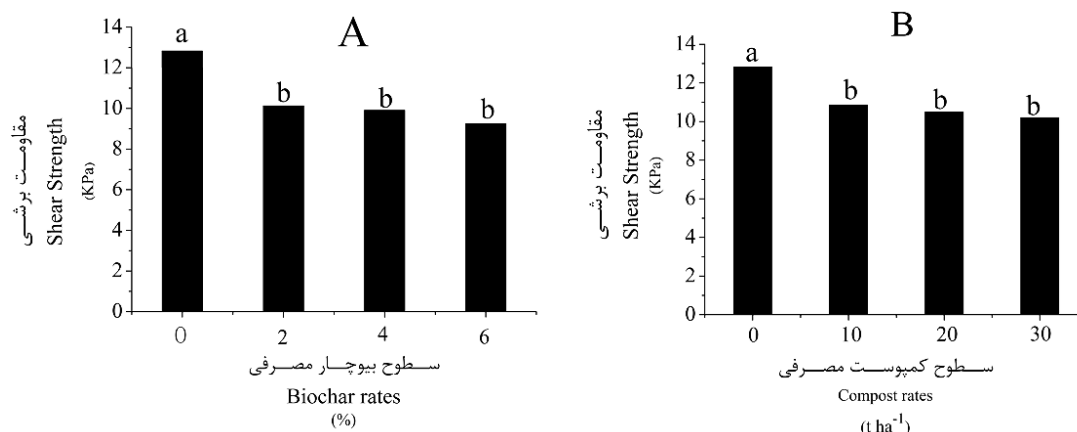 A
14
12
10
8
6
4
2
0
a
b
b
b
مقاومت برشی
Shear Strength
(KPa)
0
2
4
6
سطوح بیوچار مصرفی
Biochar rates
(%)
B
14
12
10
8
6
4
2
0
a
b
b
b
مقاومت برشی
Shear Strength
(KPa)
0
10
20
30
سطوح کمپوست مصرفی
Compost rates
(t ha⁻¹)